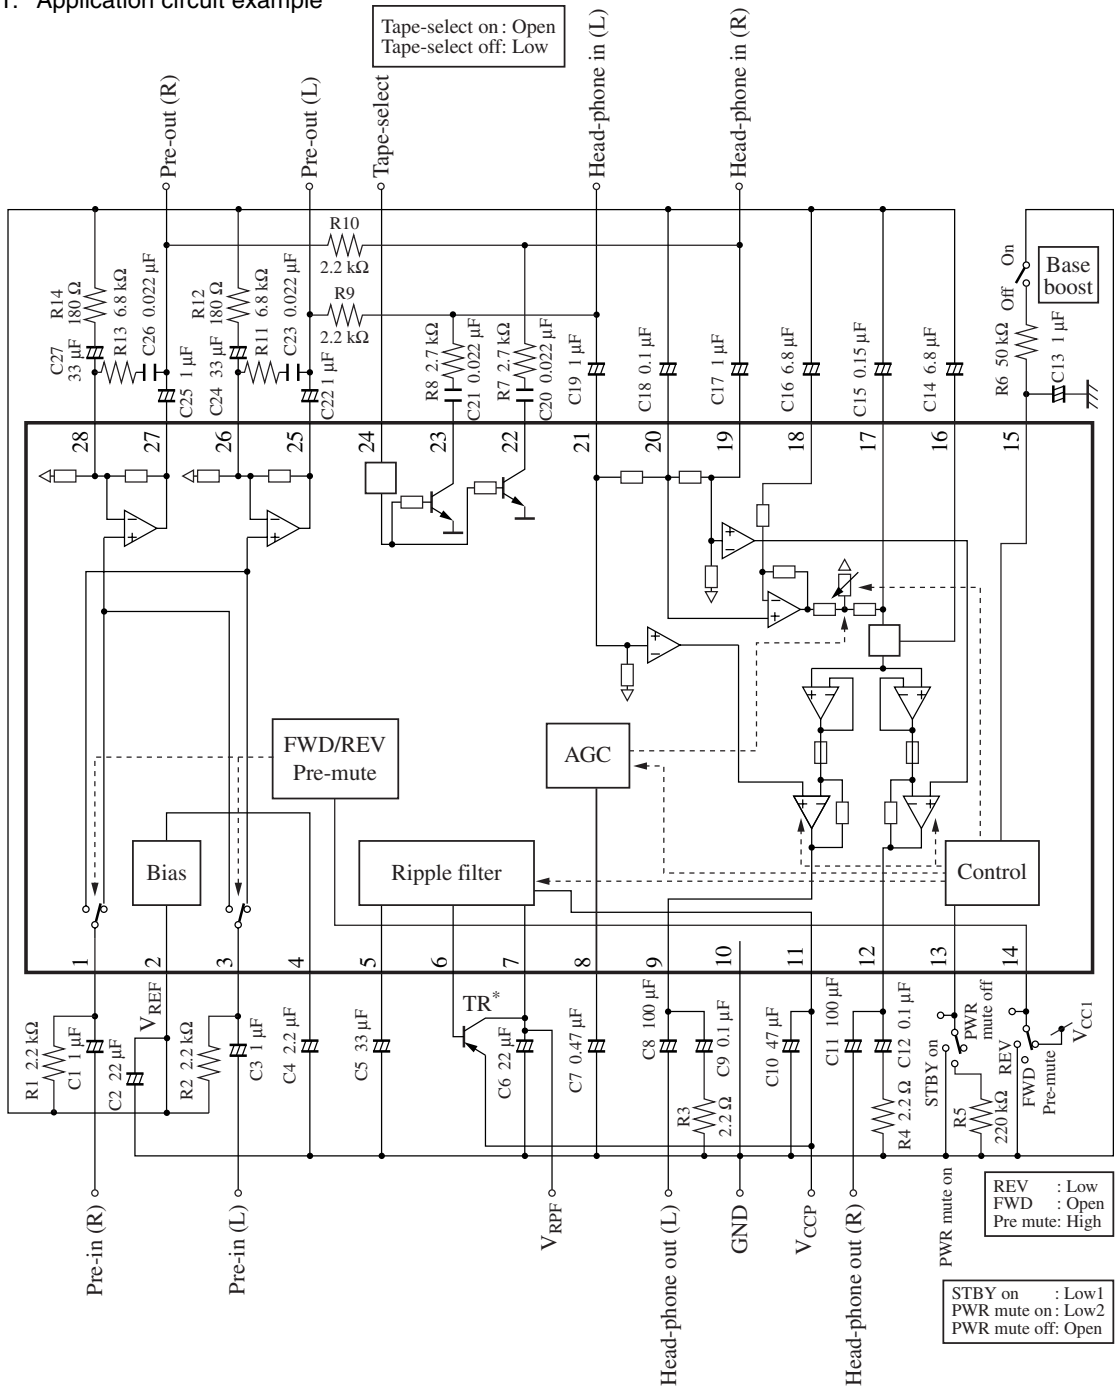 1. Application circuit example
Tape-select on : Open
Tape-select off: Low
Pre-out (R)
Pre-out (L)
Tape-select
Head-phone in (L)
Head-phone in (R)
R10
2.2 kΩ
R9
2.2 kΩ
On
Off
Base
boost
R14
180 Ω
C27
33 µF
R13 6.8 kΩ
C26 0.022 µF
C25 1 µF
R12
180 Ω
C24 33 µF
R11 6.8 kΩ
C23 0.022 µF
C22 1 µF
R8 2.7 kΩ
C21 0.022 µF
R7 2.7 kΩ
C20 0.022 µF
C19 1 µF
C18 0.1 µF
C17 1 µF
C16 6.8 µF
C15 0.15 µF
C14 6.8 µF
R6 50 kΩ
C13 1 µF
28
27
26
25
24
23
22
21
20
19
18
17
16
15
FWD/REV
Pre-mute
AGC
Bias
Ripple filter
Control
1
2
3
4
5
6
7
8
9
10
11
12
13
14
R1 2.2 kΩ
C1 1 µF
C2 22 µF
VREF
R2 2.2 kΩ
C3 1 µF
C4 2.2 µF
C5 33 µF
TR*
C6 22 µF
C7 0.47 µF
C8 100 µF
R3
2.2 Ω
C9 0.1 µF
C10 47 µF
C11 100 µF
R4 2.2 Ω
C12 0.1 µF
STBY on
PWR
mute off
R5
220 kΩ
REV
FWD
Pre-mute
VCC1
PWR mute on
Pre-in (R)
Pre-in (L)
VRPF
Head-phone out (L)
GND
VCCP
Head-phone out (R)
REV : Low
FWD : Open
Pre mute: High
STBY on : Low1
PWR mute on : Low2
PWR mute off: Open